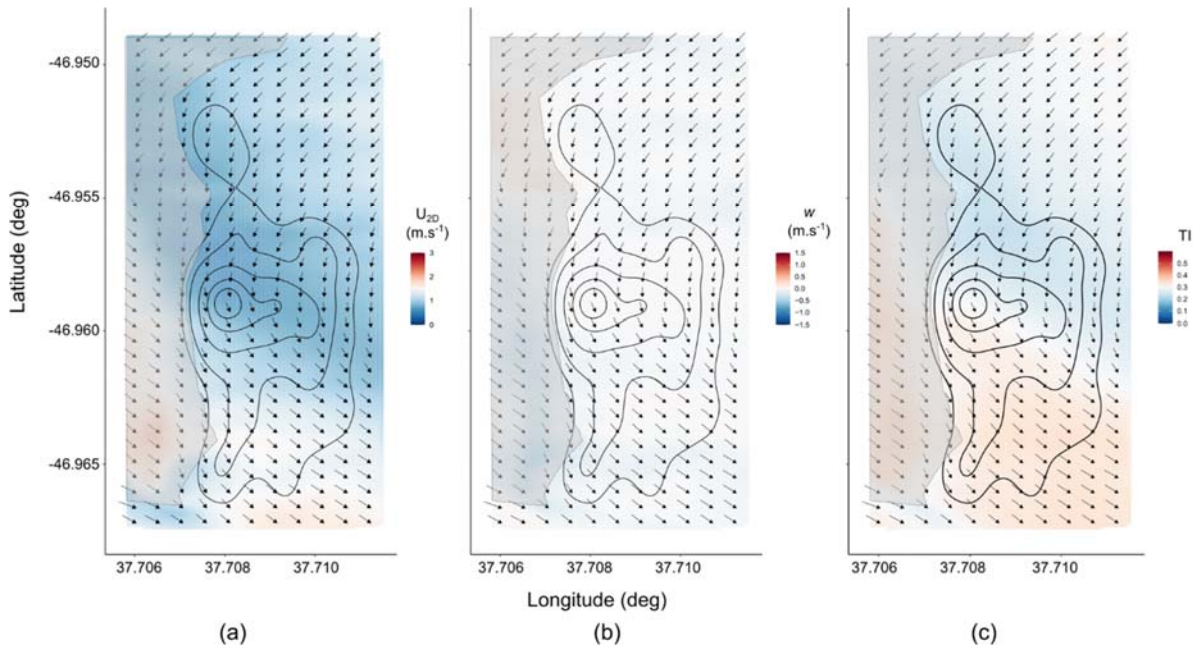 Latitude (deg)
-46.950
-46.955
-46.960
-46.965
U2D
(m.s-1)
3
2
1
0
w
(m.s-1)
1.5
1.0
0.5
0.0
−0.5
−1.0
−1.5
TI
0.5
0.4
0.3
0.2
0.1
0.0
37.706 37.708 37.710
37.706 37.708 37.710
37.706 37.708 37.710
Longitude (deg)
(a) (b) (c)